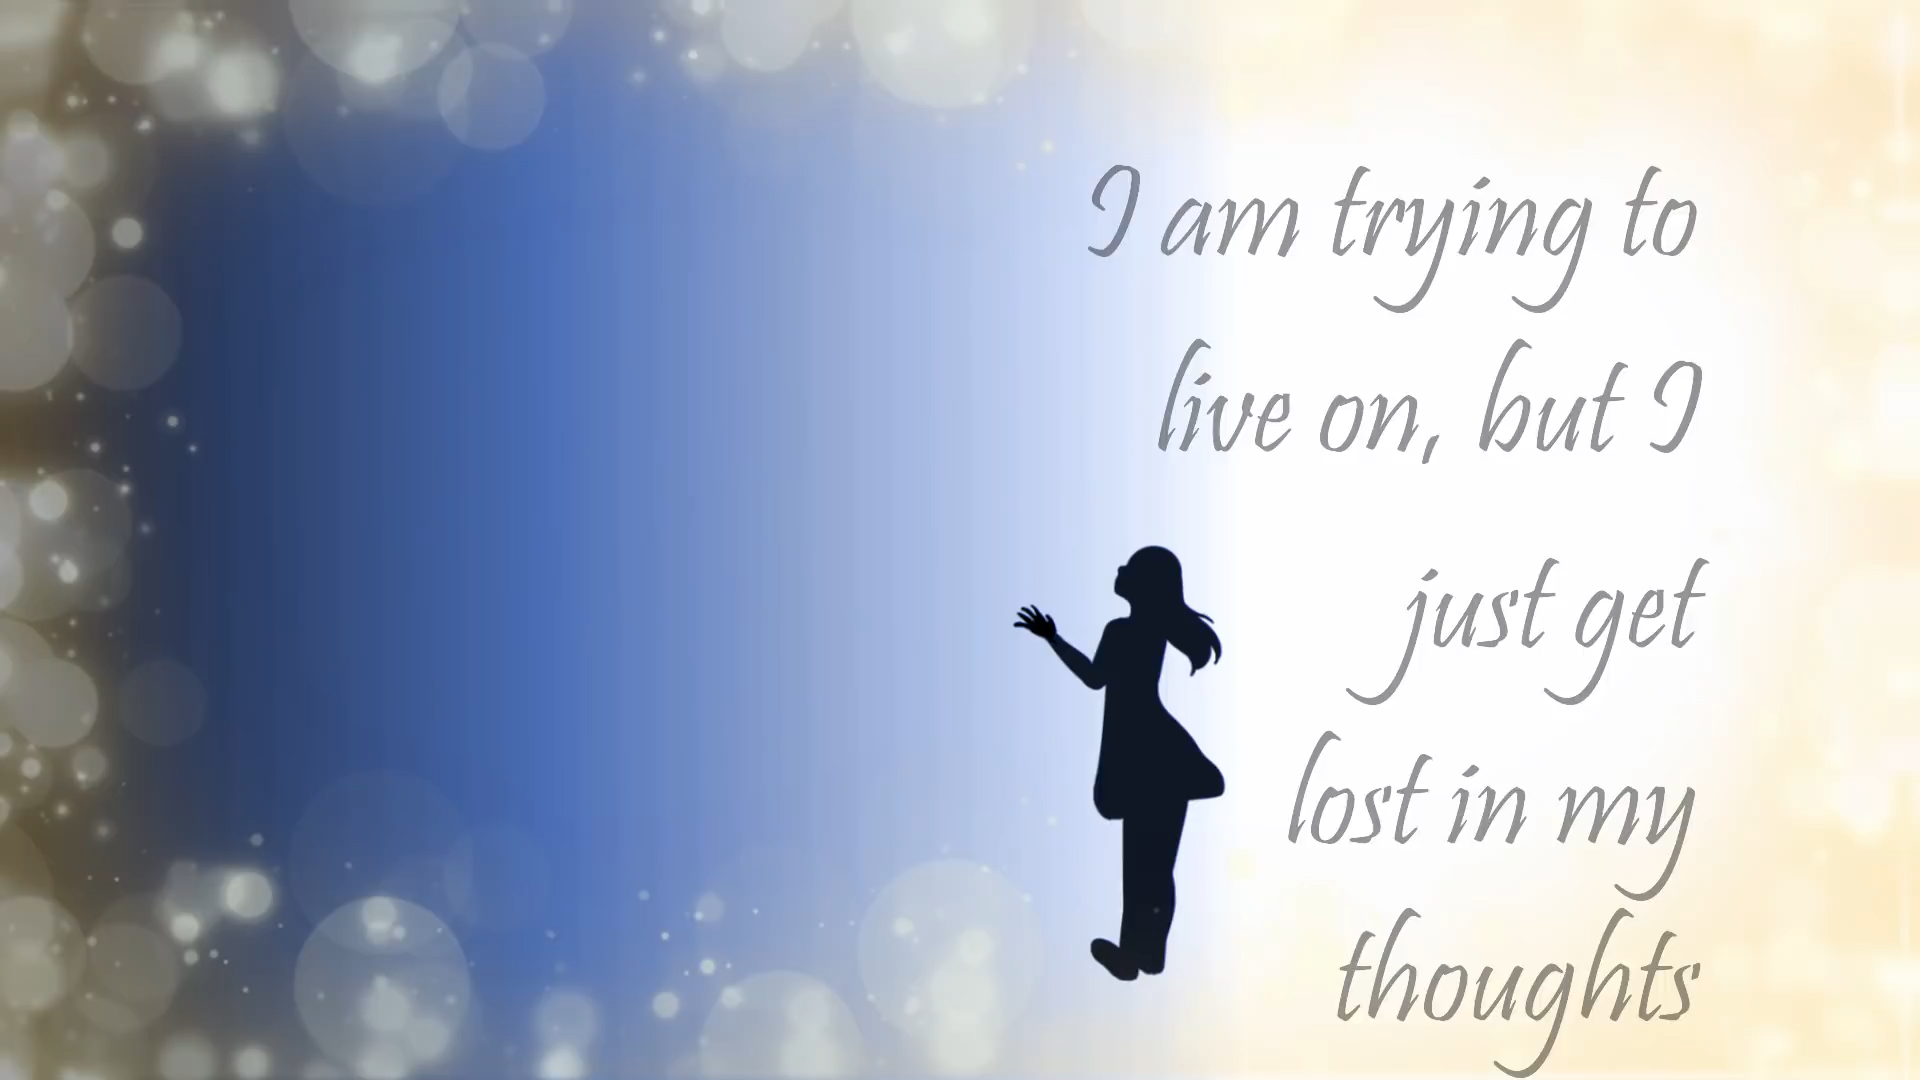 I am trying to
live on, but I
just get
lost in my
thoughts